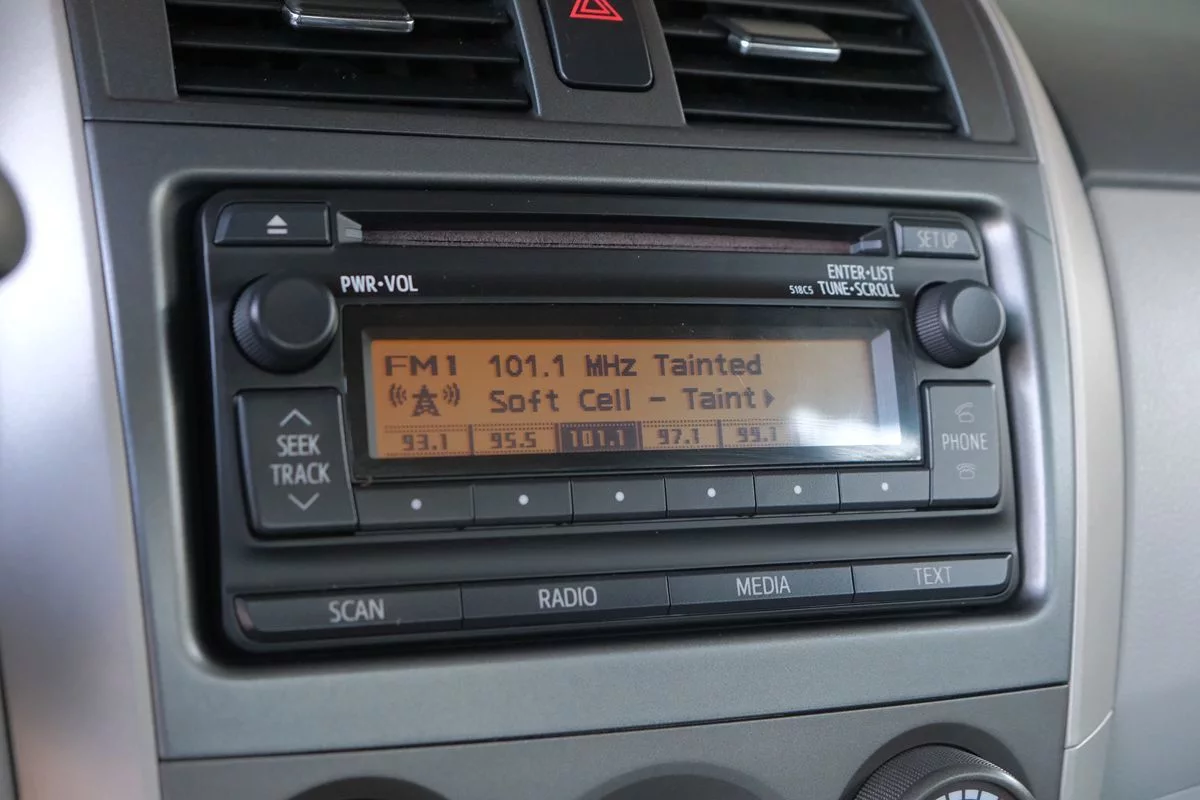 SET UP
PWR•VOL
ENTER•LIST
518C5 TUNE•SCROLL
FM1 101.1 MHz Tainted
Soft Cell - Taint
93.1 95.5 101.1 97.1 99.1
SEEK
TRACK
PHONE
SCAN RADIO MEDIA TEXT